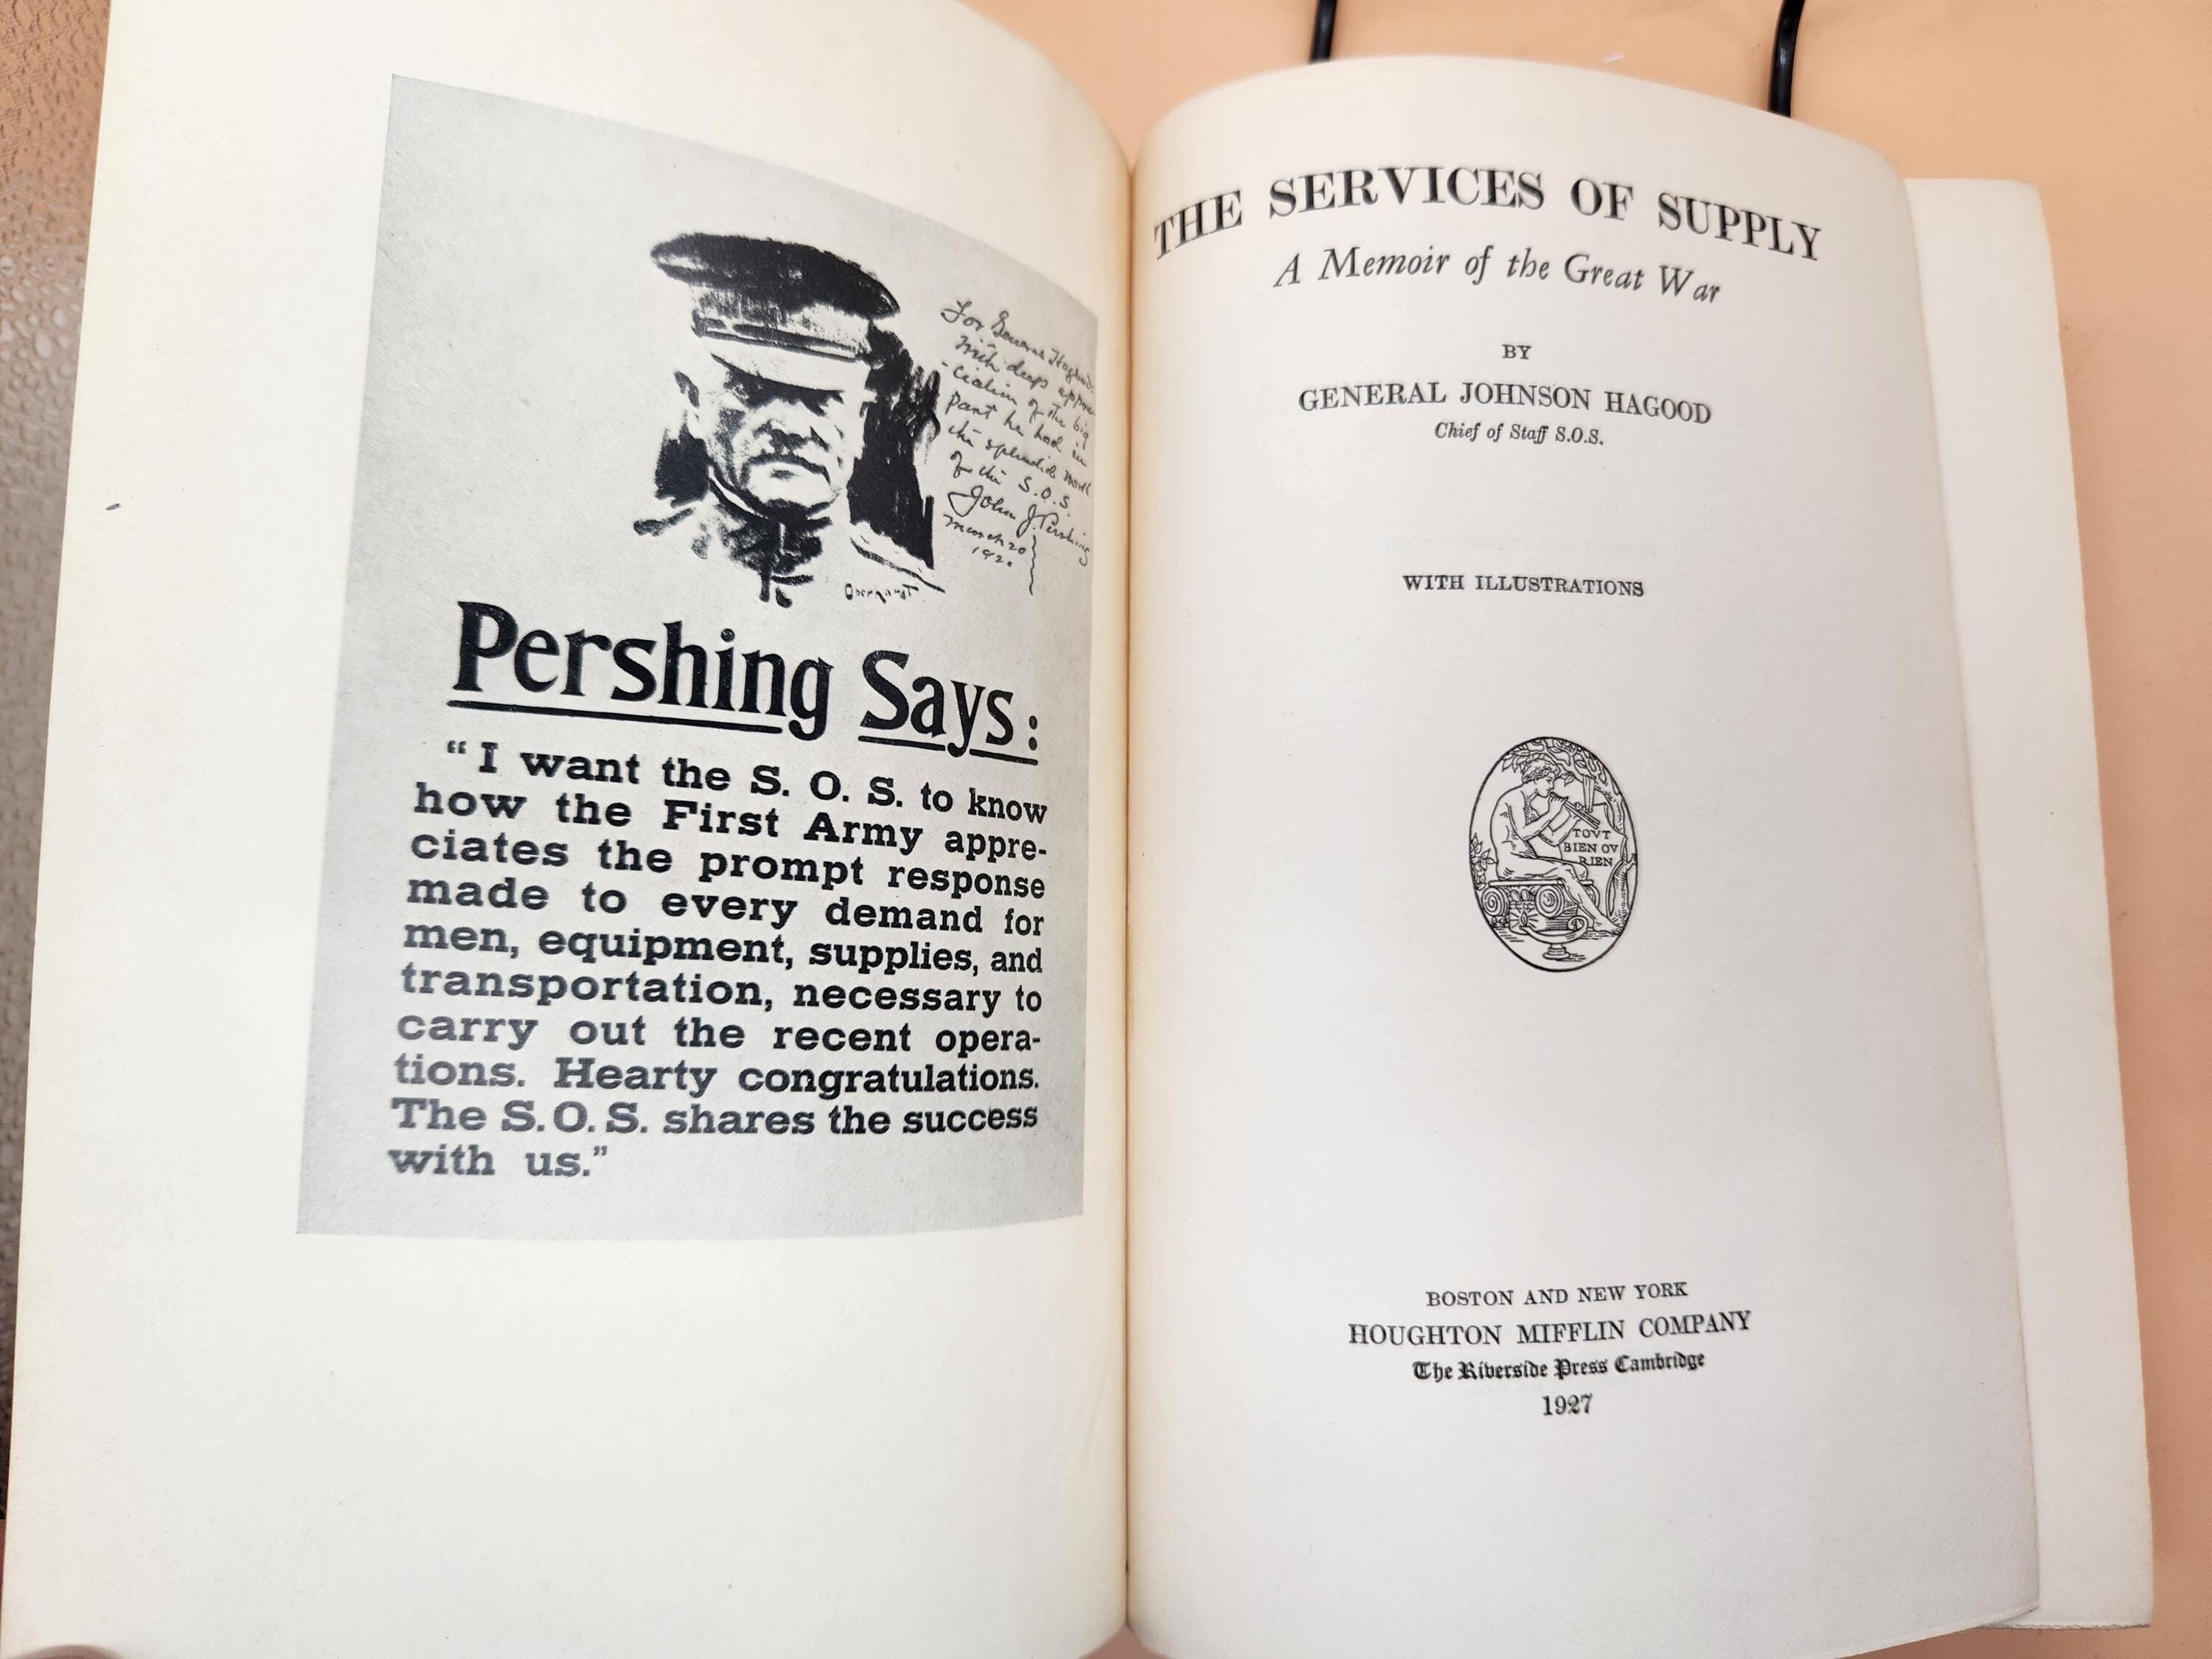 For General Hagood.
With deep appre-
-ciation of the big
part he had in
the splendid work
of the S.O.S.
John J. Pershing
March 20
192
Pershing Says:
"I want the S. O. S. to know
how the First Army appre-
ciates the prompt response
made to every demand for
men, equipment, supplies, and
transportation, necessary to
carry out the recent opera-
tions. Hearty congratulations.
The S. O. S. shares the success
with us."
THE SERVICES OF SUPPLY
A Memoir of the Great War
BY
GENERAL JOHNSON HAGOOD
Chief of Staff S.O.S.
WITH ILLUSTRATIONS
TOVT
BIEN OV
RIEN
BOSTON AND NEW YORK
HOUGHTON MIFFLIN COMPANY
The Riverside Press Cambridge
1927